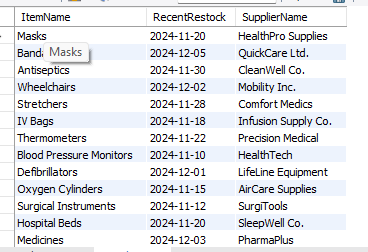 ItemName RecentRestock SupplierName
Masks 2024-11-20 HealthPro Supplies
Banda 2024-12-05 QuickCare Ltd.
Masks
Antiseptics 2024-11-30 CleanWell Co.
Wheelchairs 2024-12-02 Mobility Inc.
Stretchers 2024-11-28 Comfort Medics
IV Bags 2024-11-18 Infusion Supply Co.
Thermometers 2024-11-22 Precision Medical
Blood Pressure Monitors 2024-11-10 HealthTech
Defibrillators 2024-12-01 LifeLine Equipment
Oxygen Cylinders 2024-11-15 AirCare Supplies
Surgical Instruments 2024-11-12 SurgiTools
Hospital Beds 2024-11-20 SleepWell Co.
Medicines 2024-12-03 PharmaPlus